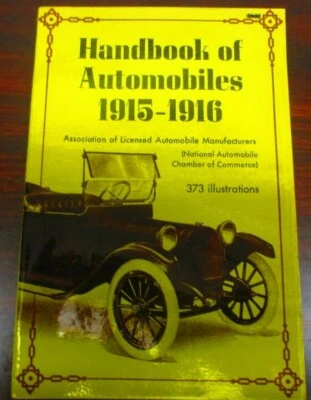 Handbook of
Automobiles
1915-1916
Association of Licensed Automobile Manufacturers
(National Automobile
Chamber of Commerce)
373 illustrations